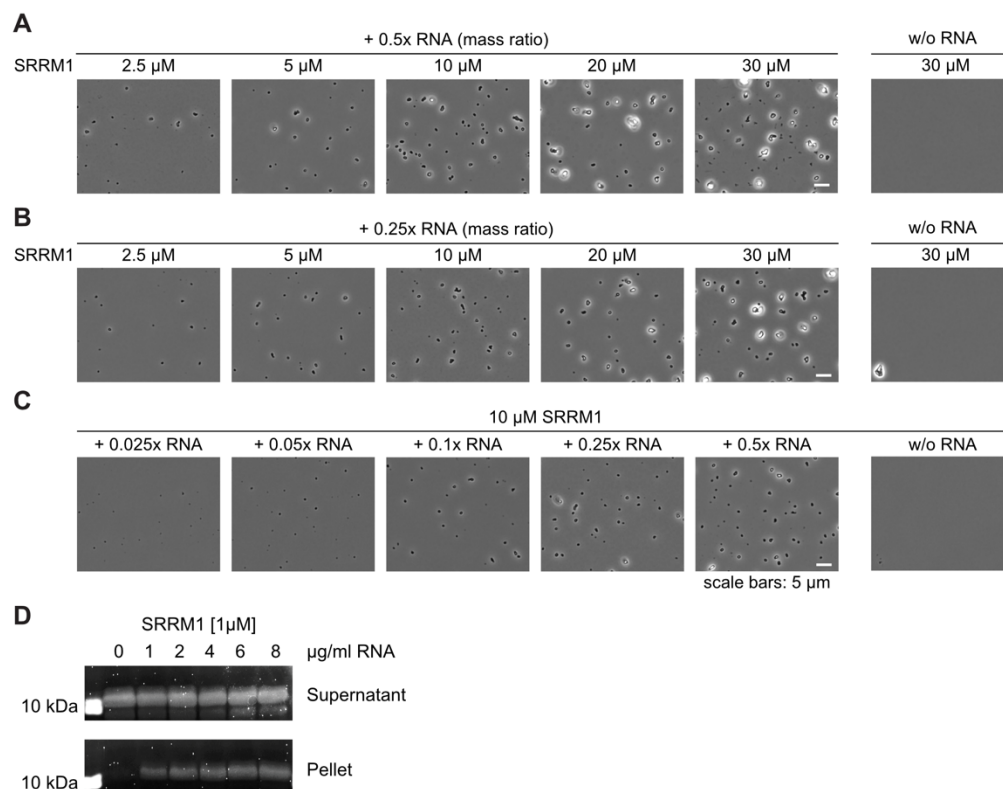 A
+ 0.5x RNA (mass ratio)
w/o RNA
SRRM1 2.5 µM 5 µM 10 µM 20 µM 30 µM 30 µM
B
+ 0.25x RNA (mass ratio)
w/o RNA
SRRM1 2.5 µM 5 µM 10 µM 20 µM 30 µM 30 µM
C
10 µM SRRM1
+ 0.025x RNA + 0.05x RNA + 0.1x RNA + 0.25x RNA + 0.5x RNA w/o RNA
scale bars: 5 µm
D
SRRM1 [1µM]
0 1 2 4 6 8 µg/ml RNA
10 kDa Supernatant
10 kDa Pellet